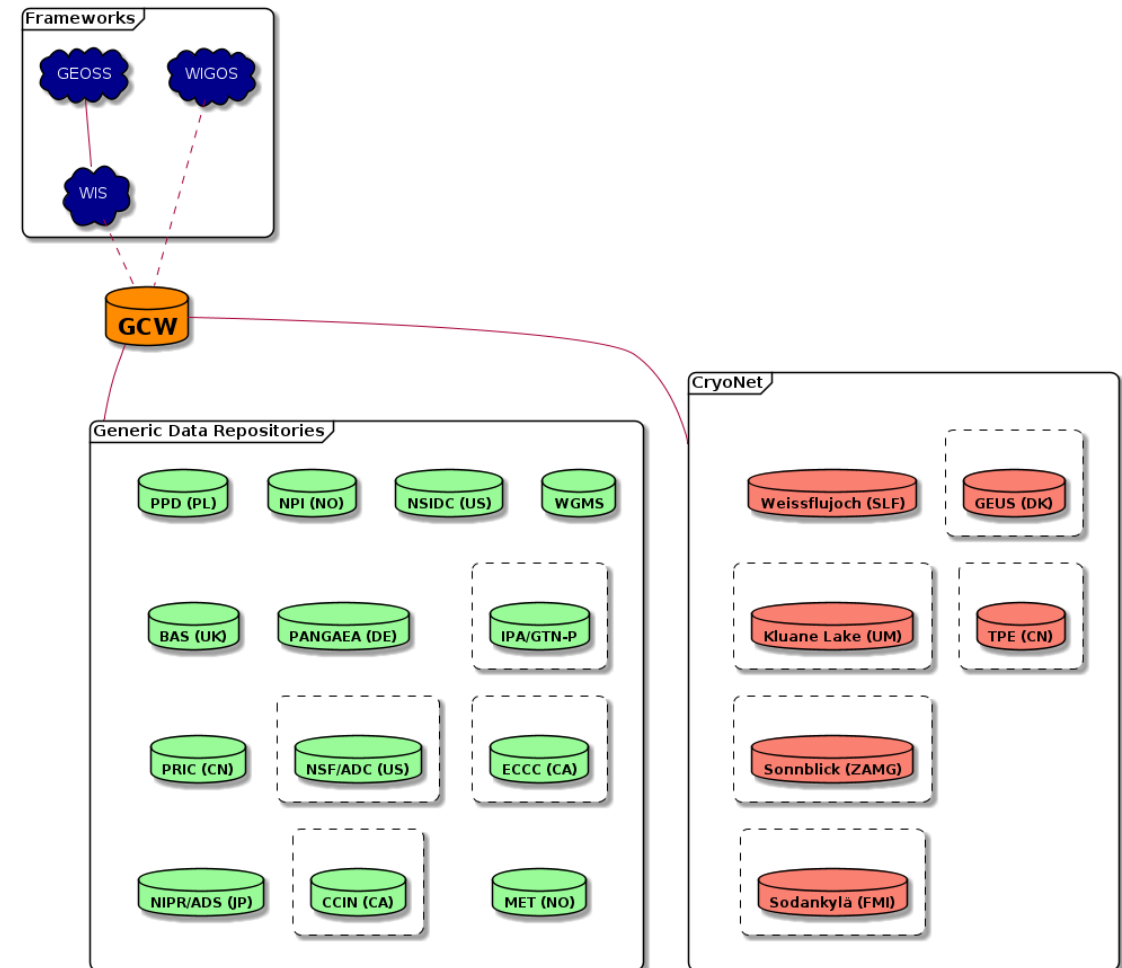 Frameworks
GEOSS
WIGOS
WIS
GCW
CryoNet
Generic Data Repositories
PPD (PL)
NPI (NO)
NSIDC (US)
WGMS
Weissflujoch (SLF)
GEUS (DK)
BAS (UK)
PANGAEA (DE)
IPA/GTN-P
Kluane Lake (UM)
TPE (CN)
PRIC (CN)
NSF/ADC (US)
ECCC (CA)
Sonnblick (ZAMG)
NIPR/ADS (JP)
CCIN (CA)
MET (NO)
Sodankylä (FMI)